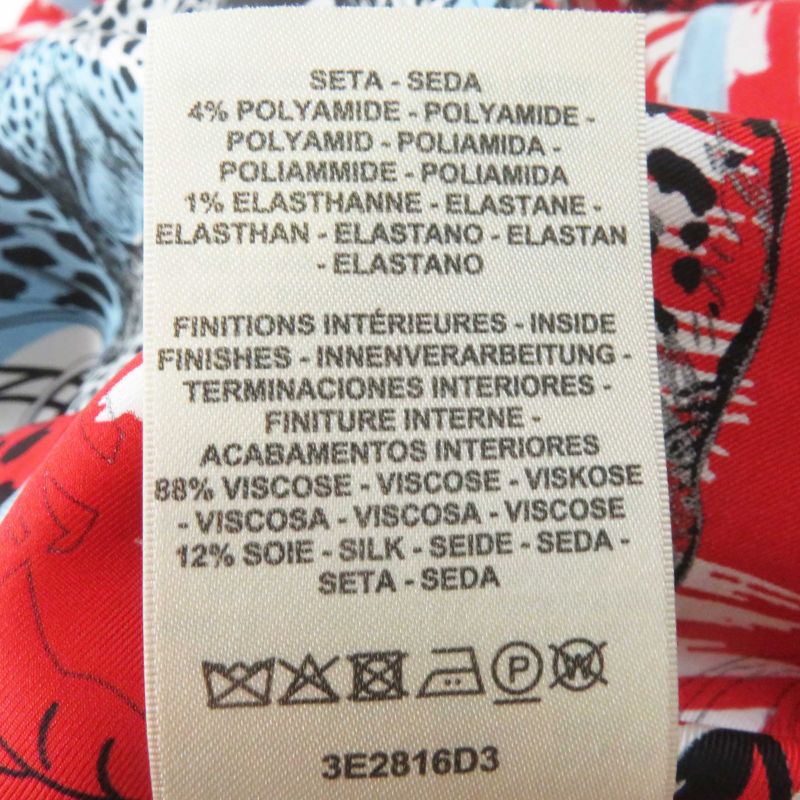 SETA - SEDA
4% POLYAMIDE - POLYAMIDE -
POLYAMID - POLIAMIDA -
POLIAMMIDE - POLIAMIDA
1% ELASTHANNE - ELASTANE -
ELASTHAN - ELASTANO - ELASTAN
- ELASTANO
FINITIONS INTÉRIEURES - INSIDE
FINISHES - INNENVERARBEITUNG -
TERMINACIONES INTERIORES -
FINITURE INTERNE -
ACABAMENTOS INTERIORES
88% VISCOSE - VISCOSE - VISKOSE
- VISCOSA - VISCOSA - VISCOSE
12% SOIE - SILK - SEIDE - SEDA -
SETA - SEDA
P W
3E2816D3